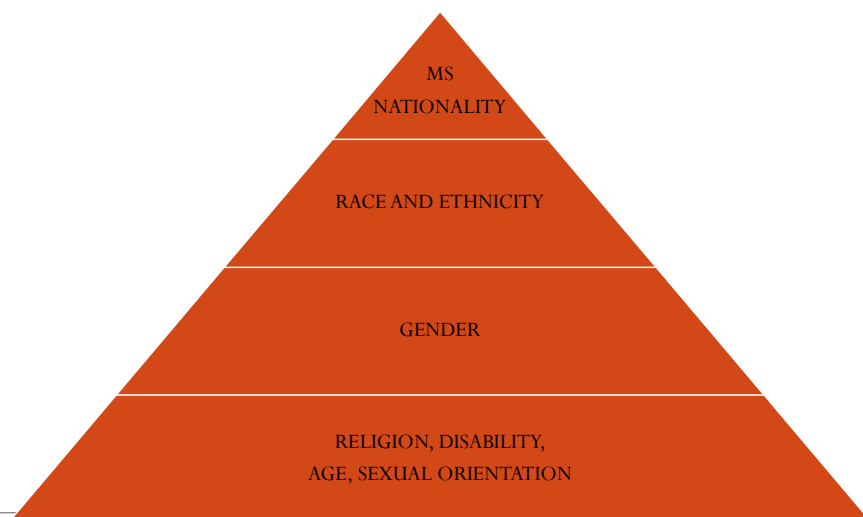 MS
NATIONALITY
RACE AND ETHNICITY
GENDER
RELIGION, DISABILITY,
AGE, SEXUAL ORIENTATION